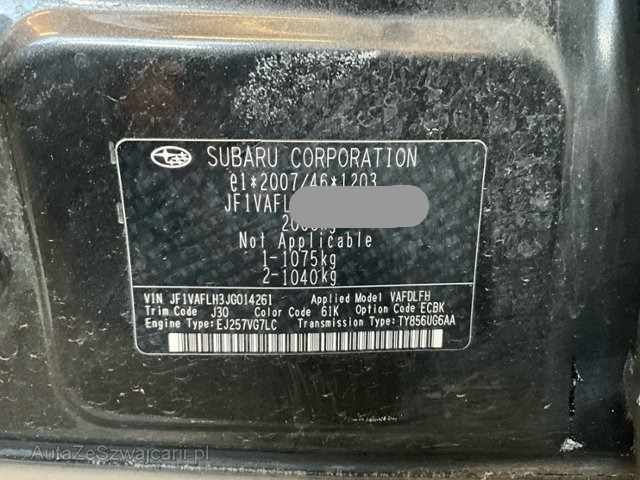 SUBARU CORPORATION
e1*2007/46*1203
JF1VAFL
Not Applicable
1-1075kg
2-1040kg
VIN JF1VAFLH3JG014261 Applied Model VAFDLFH
Trim Code J30 Color Code 61K Option Code ECBK
Engine Type:EJ257VG7LC Transmission Type:TY856UG6AA
AutaZeSzwajcarii.pl